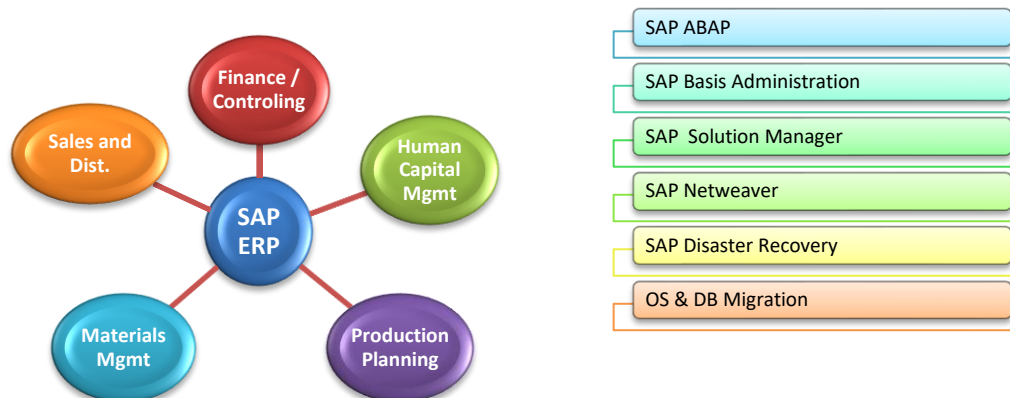 Finance /
Controling
Sales and
Dist.
Human
Capital
Mgmt
SAP
ERP
Materials
Mgmt
Production
Planning
SAP ABAP
SAP Basis Administration
SAP  Solution Manager
SAP Netweaver
SAP Disaster Recovery
OS & DB Migration